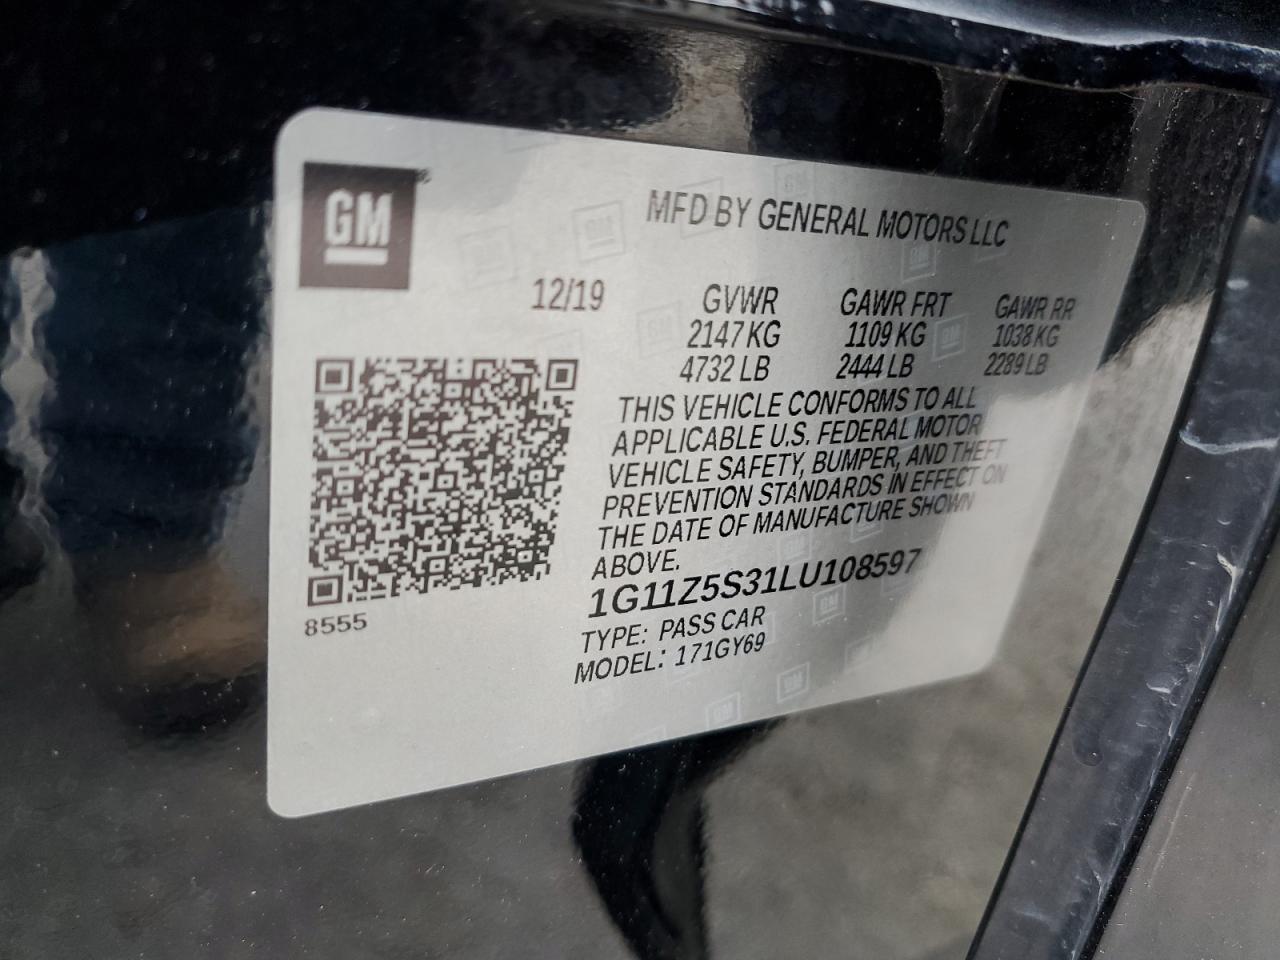 GM
MFD BY GENERAL MOTORS LLC
12/19 GVWR GAWR FRT GAWR RR
2147 KG 1109 KG 1038 KG
4732 LB 2444 LB 2289 LB
THIS VEHICLE CONFORMS TO ALL
APPLICABLE U.S. FEDERAL MOTOR
VEHICLE SAFETY, BUMPER, AND THEFT
PREVENTION STANDARDS IN EFFECT ON
THE DATE OF MANUFACTURE SHOWN
ABOVE.
1G11Z5S31LU108597
TYPE: PASS CAR
MODEL: 171GY69
8555